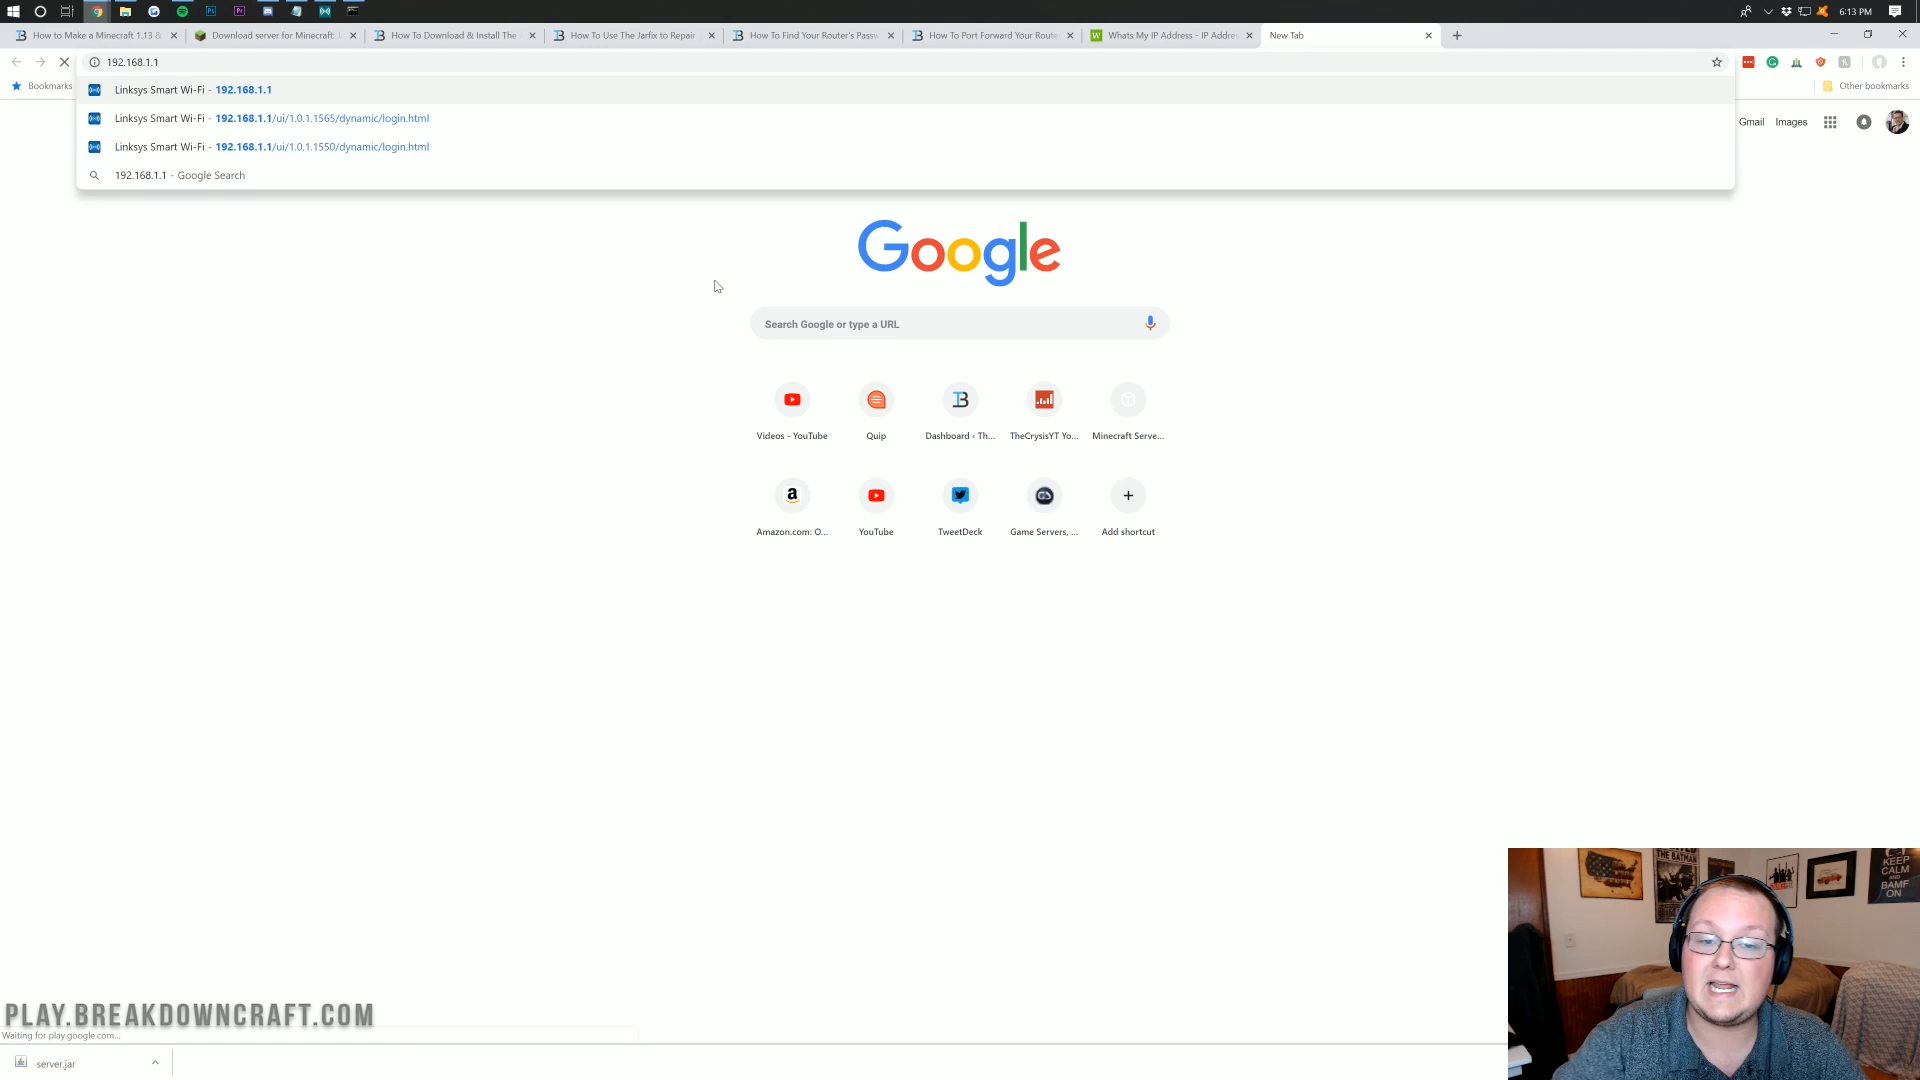 6:13 PM
How to Make a Minecraft 1.13 &
Download server for Minecraft: J
How To Download & Install The J
How To Use The Jarfix to Repair
How To Find Your Router's Passw
How To Port Forward Your Route
Whats My IP Address - IP Addre
New Tab
192.168.1.1
Bookmarks
Other bookmarks
Linksys Smart Wi-Fi - 192.168.1.1
Linksys Smart Wi-Fi - 192.168.1.1/ui/1.0.1.1565/dynamic/login.html
Linksys Smart Wi-Fi - 192.168.1.1/ui/1.0.1.1550/dynamic/login.html
192.168.1.1 - Google Search
Gmail Images
Google
Search Google or type a URL
Videos - YouTube
Quip
Dashboard ‹ Th...
TheCrysisYT Yo...
Minecraft Serve...
Amazon.com: O...
YouTube
TweetDeck
Game Servers, ...
Add shortcut
THE BATMAN
KEEP
CALM
AND
BAMF
ON
PLAY.BREAKDOWNCRAFT.COM
Waiting for play.google.com...
server.jar